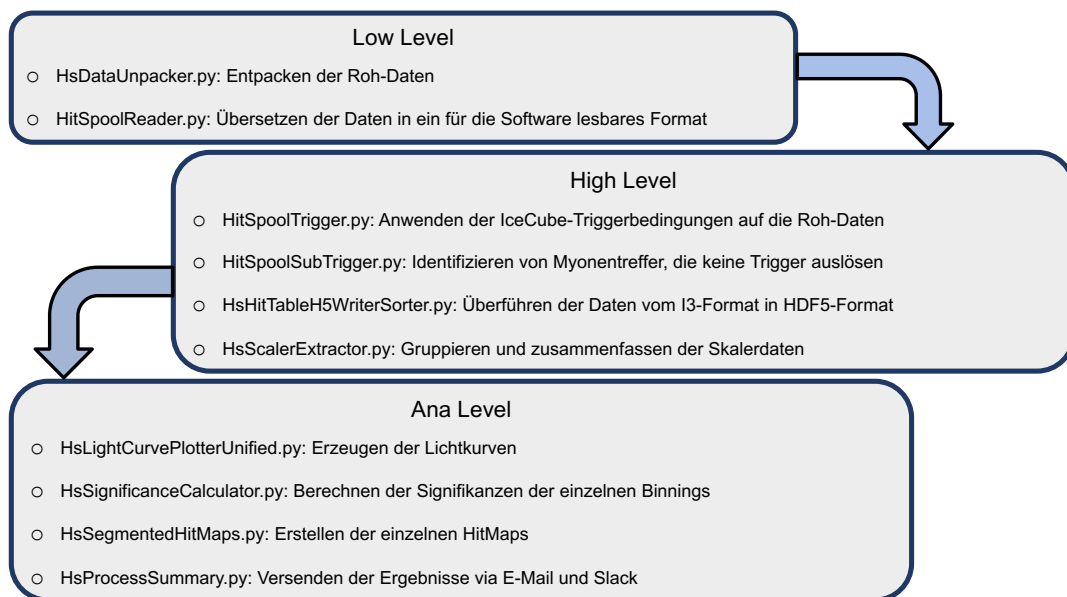 Low Level
○ HsDataUnpacker.py: Entpacken der Roh-Daten
○ HitSpoolReader.py: Übersetzen der Daten in ein für die Software lesbares Format
High Level
○ HitSpoolTrigger.py: Anwenden der IceCube-Triggerbedingungen auf die Roh-Daten
○ HitSpoolSubTrigger.py: Identifizieren von Myonentreffer, die keine Trigger auslösen
○ HsHitTableH5WriterSorter.py: Überführen der Daten vom I3-Format in HDF5-Format
○ HsScalerExtractor.py: Gruppieren und zusammenfassen der Skalerdaten
Ana Level
○ HsLightCurvePlotterUnified.py: Erzeugen der Lichtkurven
○ HsSignificanceCalculator.py: Berechnen der Signifikanzen der einzelnen Binnings
○ HsSegmentedHitMaps.py: Erstellen der einzelnen HitMaps
○ HsProcessSummary.py: Versenden der Ergebnisse via E-Mail und Slack